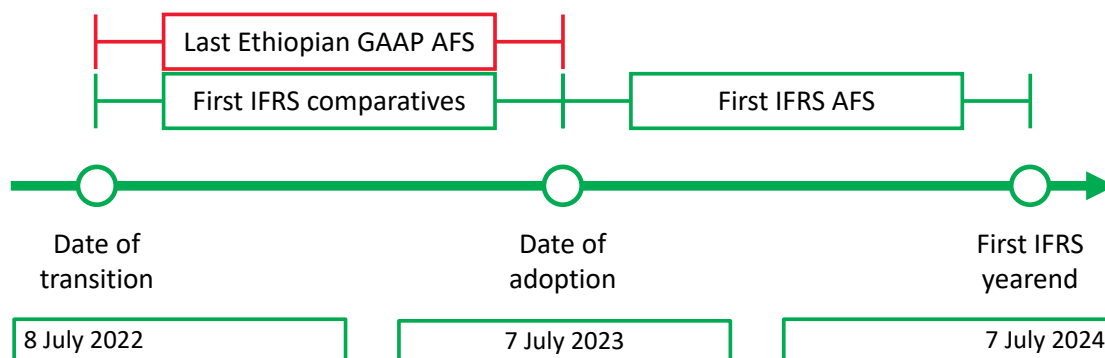 Last Ethiopian GAAP AFS
First IFRS comparatives
First IFRS AFS
Date of
transition
Date of
adoption
First IFRS
yearend
8 July 2022
7 July 2023
7 July 2024